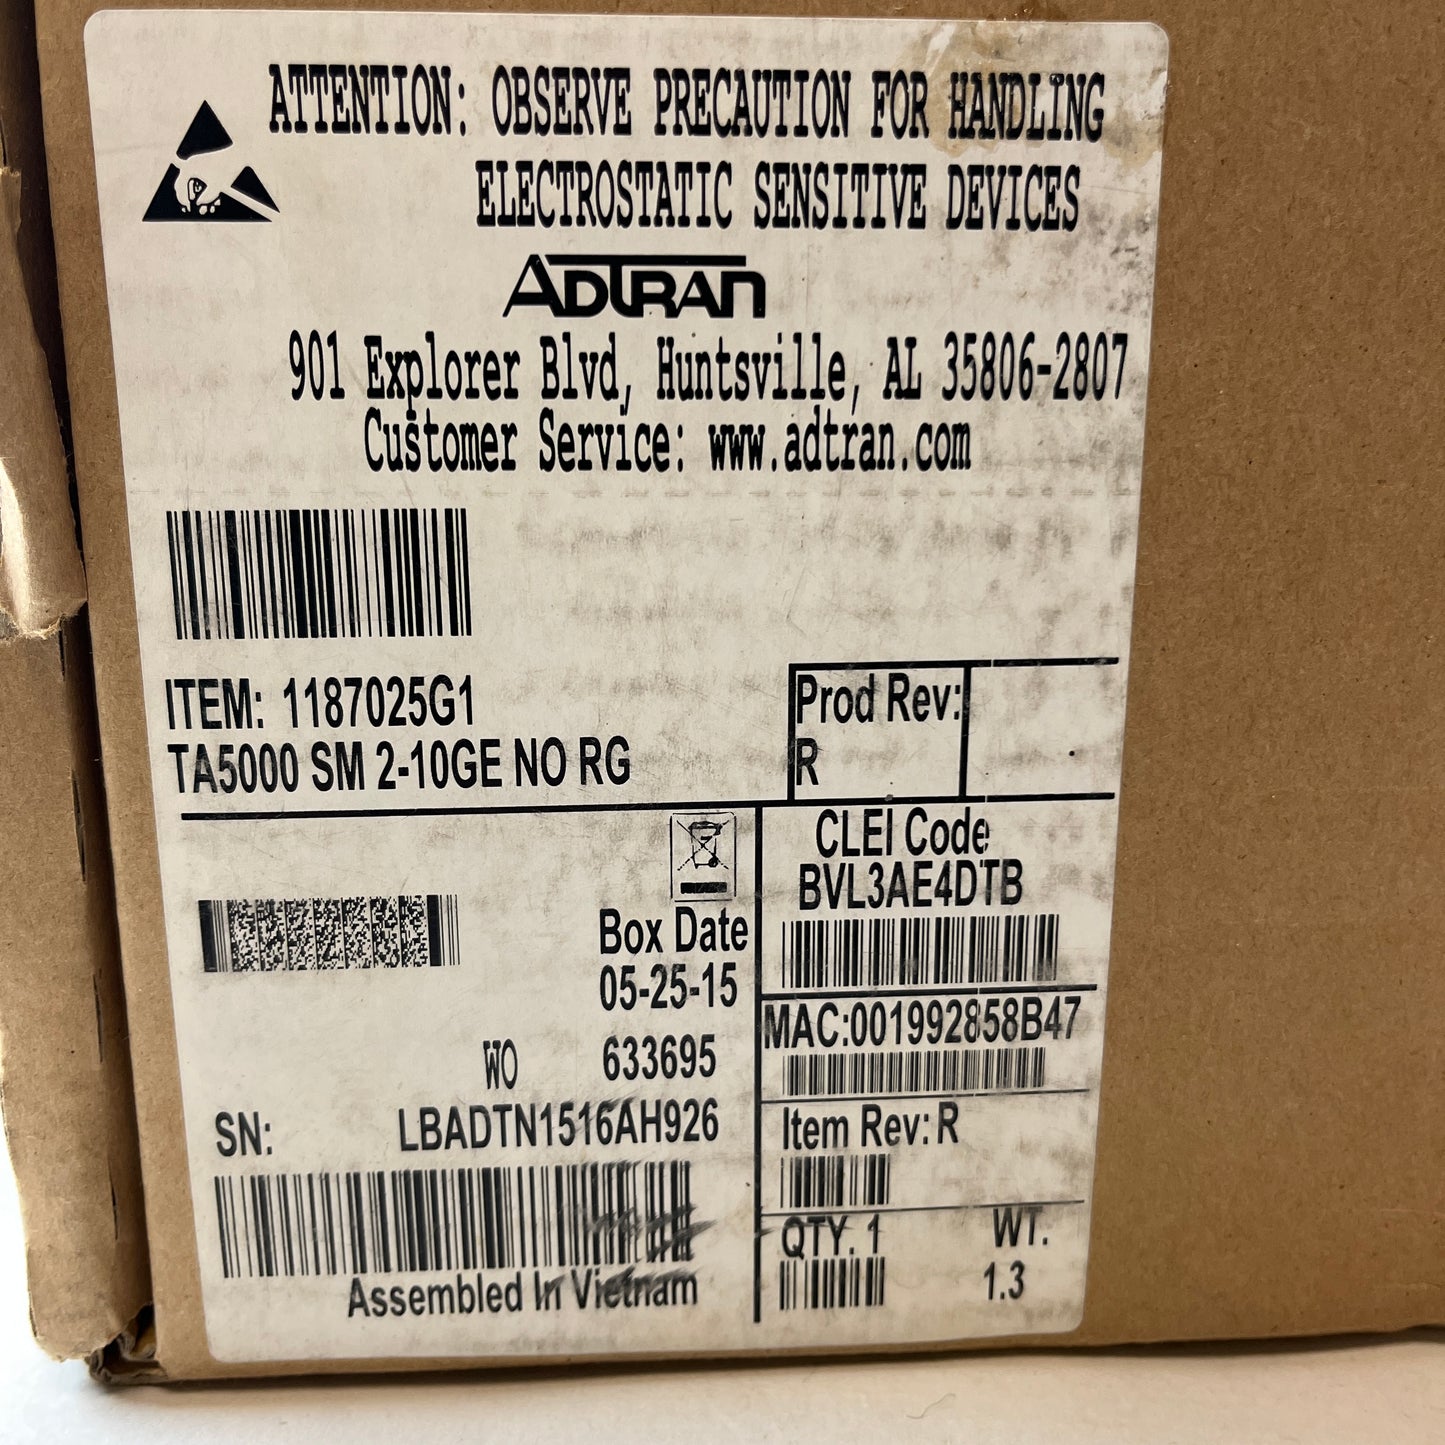 ATTENTION: OBSERVE PRECAUTION FOR HANDLING
ELECTROSTATIC SENSITIVE DEVICES
ADTRAN
901 Explorer Blvd, Huntsville, AL 35806-2807
Customer Service: www.adtran.com
ITEM: 1187025G1
TA5000 SM 2-10GE NO RG
Prod Rev:
R
CLEI Code
BVL3AE4DTB
Box Date
05-25-15
MAC:001992858B47
WO 633695
SN: LBADTN1516AH926
Item Rev: R
QTY. 1 WT.
1.3
Assembled In Vietnam